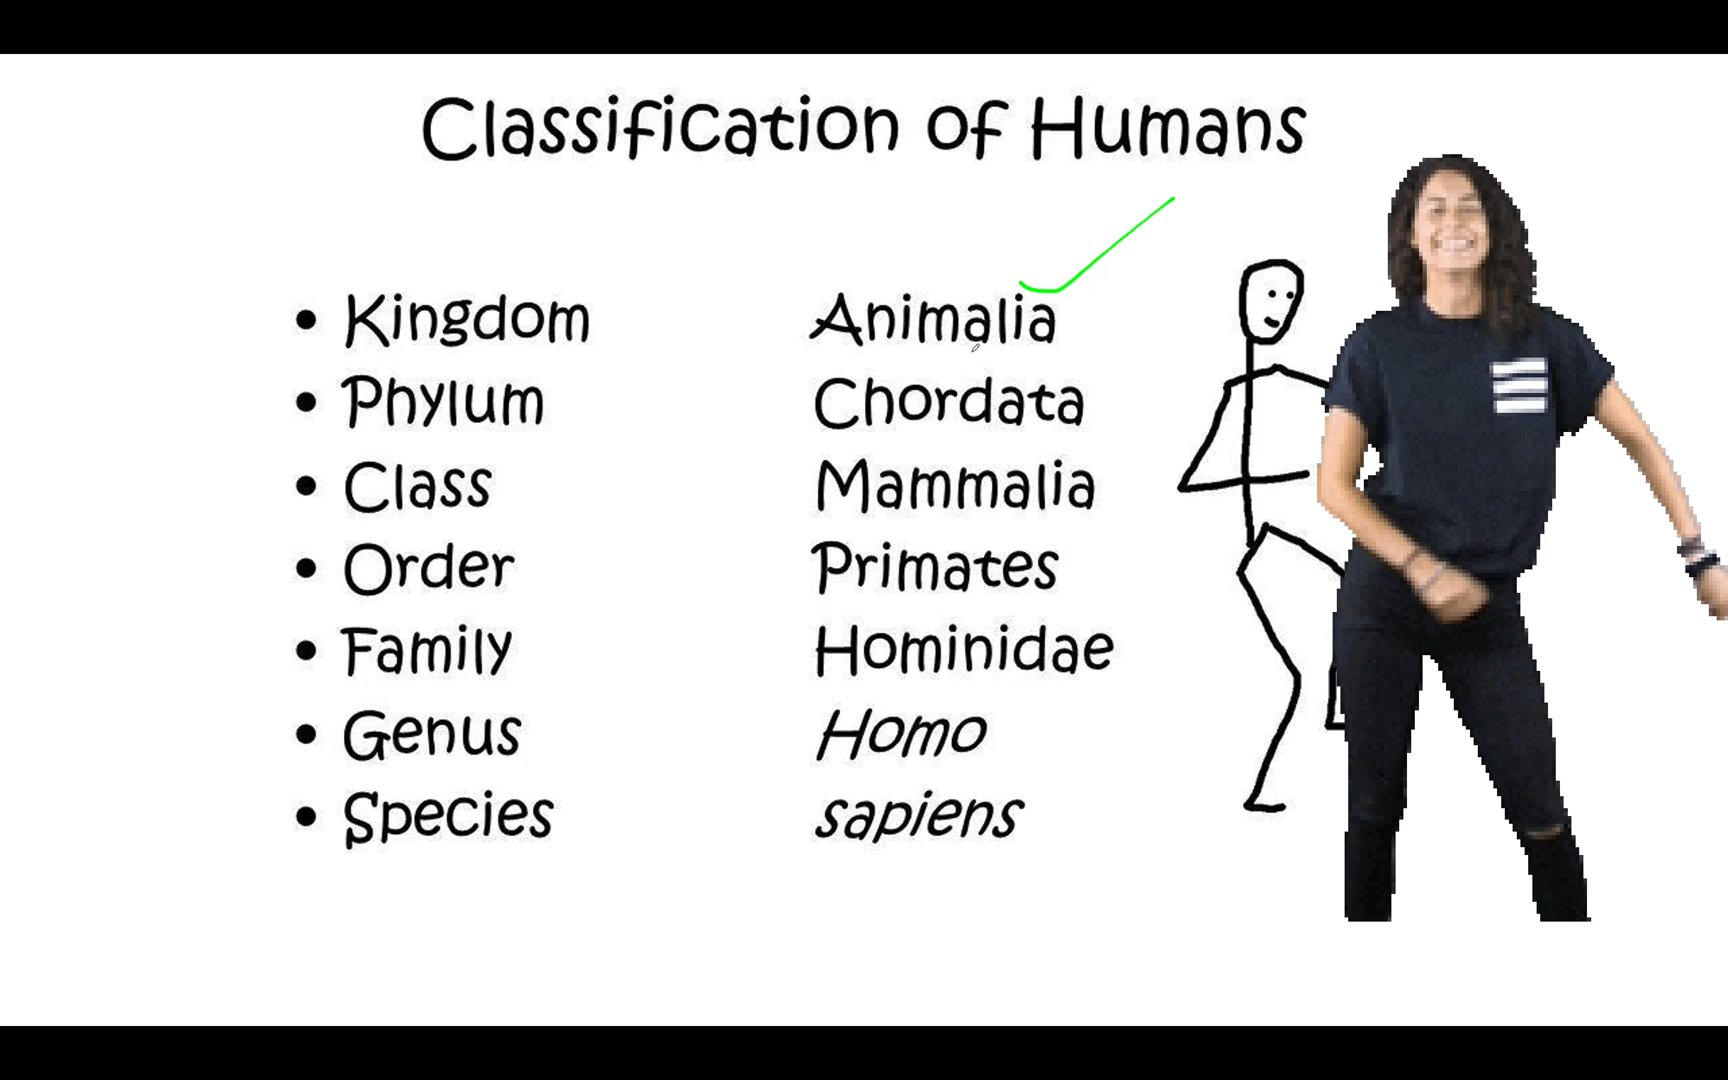 Classification of Humans
• Kingdom Animalia
• Phylum Chordata
• Class Mammalia
• Order Primates
• Family Hominidae
• Genus Homo
• Species sapiens